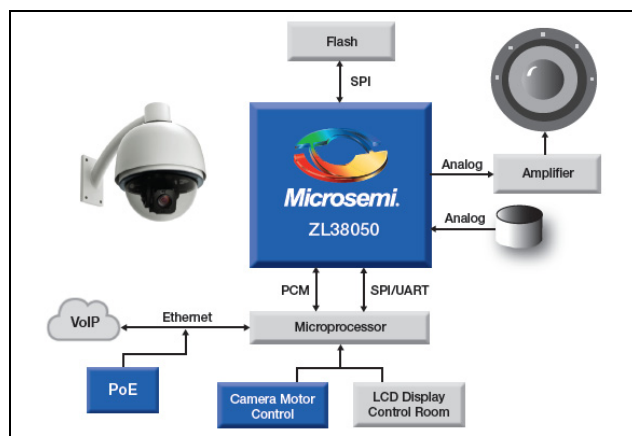 Flash
SPI
Microsemi.
ZL38050
Analog
Amplifier
Analog
PCM
SPI/UART
VoIP
Ethernet
Microprocessor
PoE
Camera Motor
Control
LCD Display
Control Room